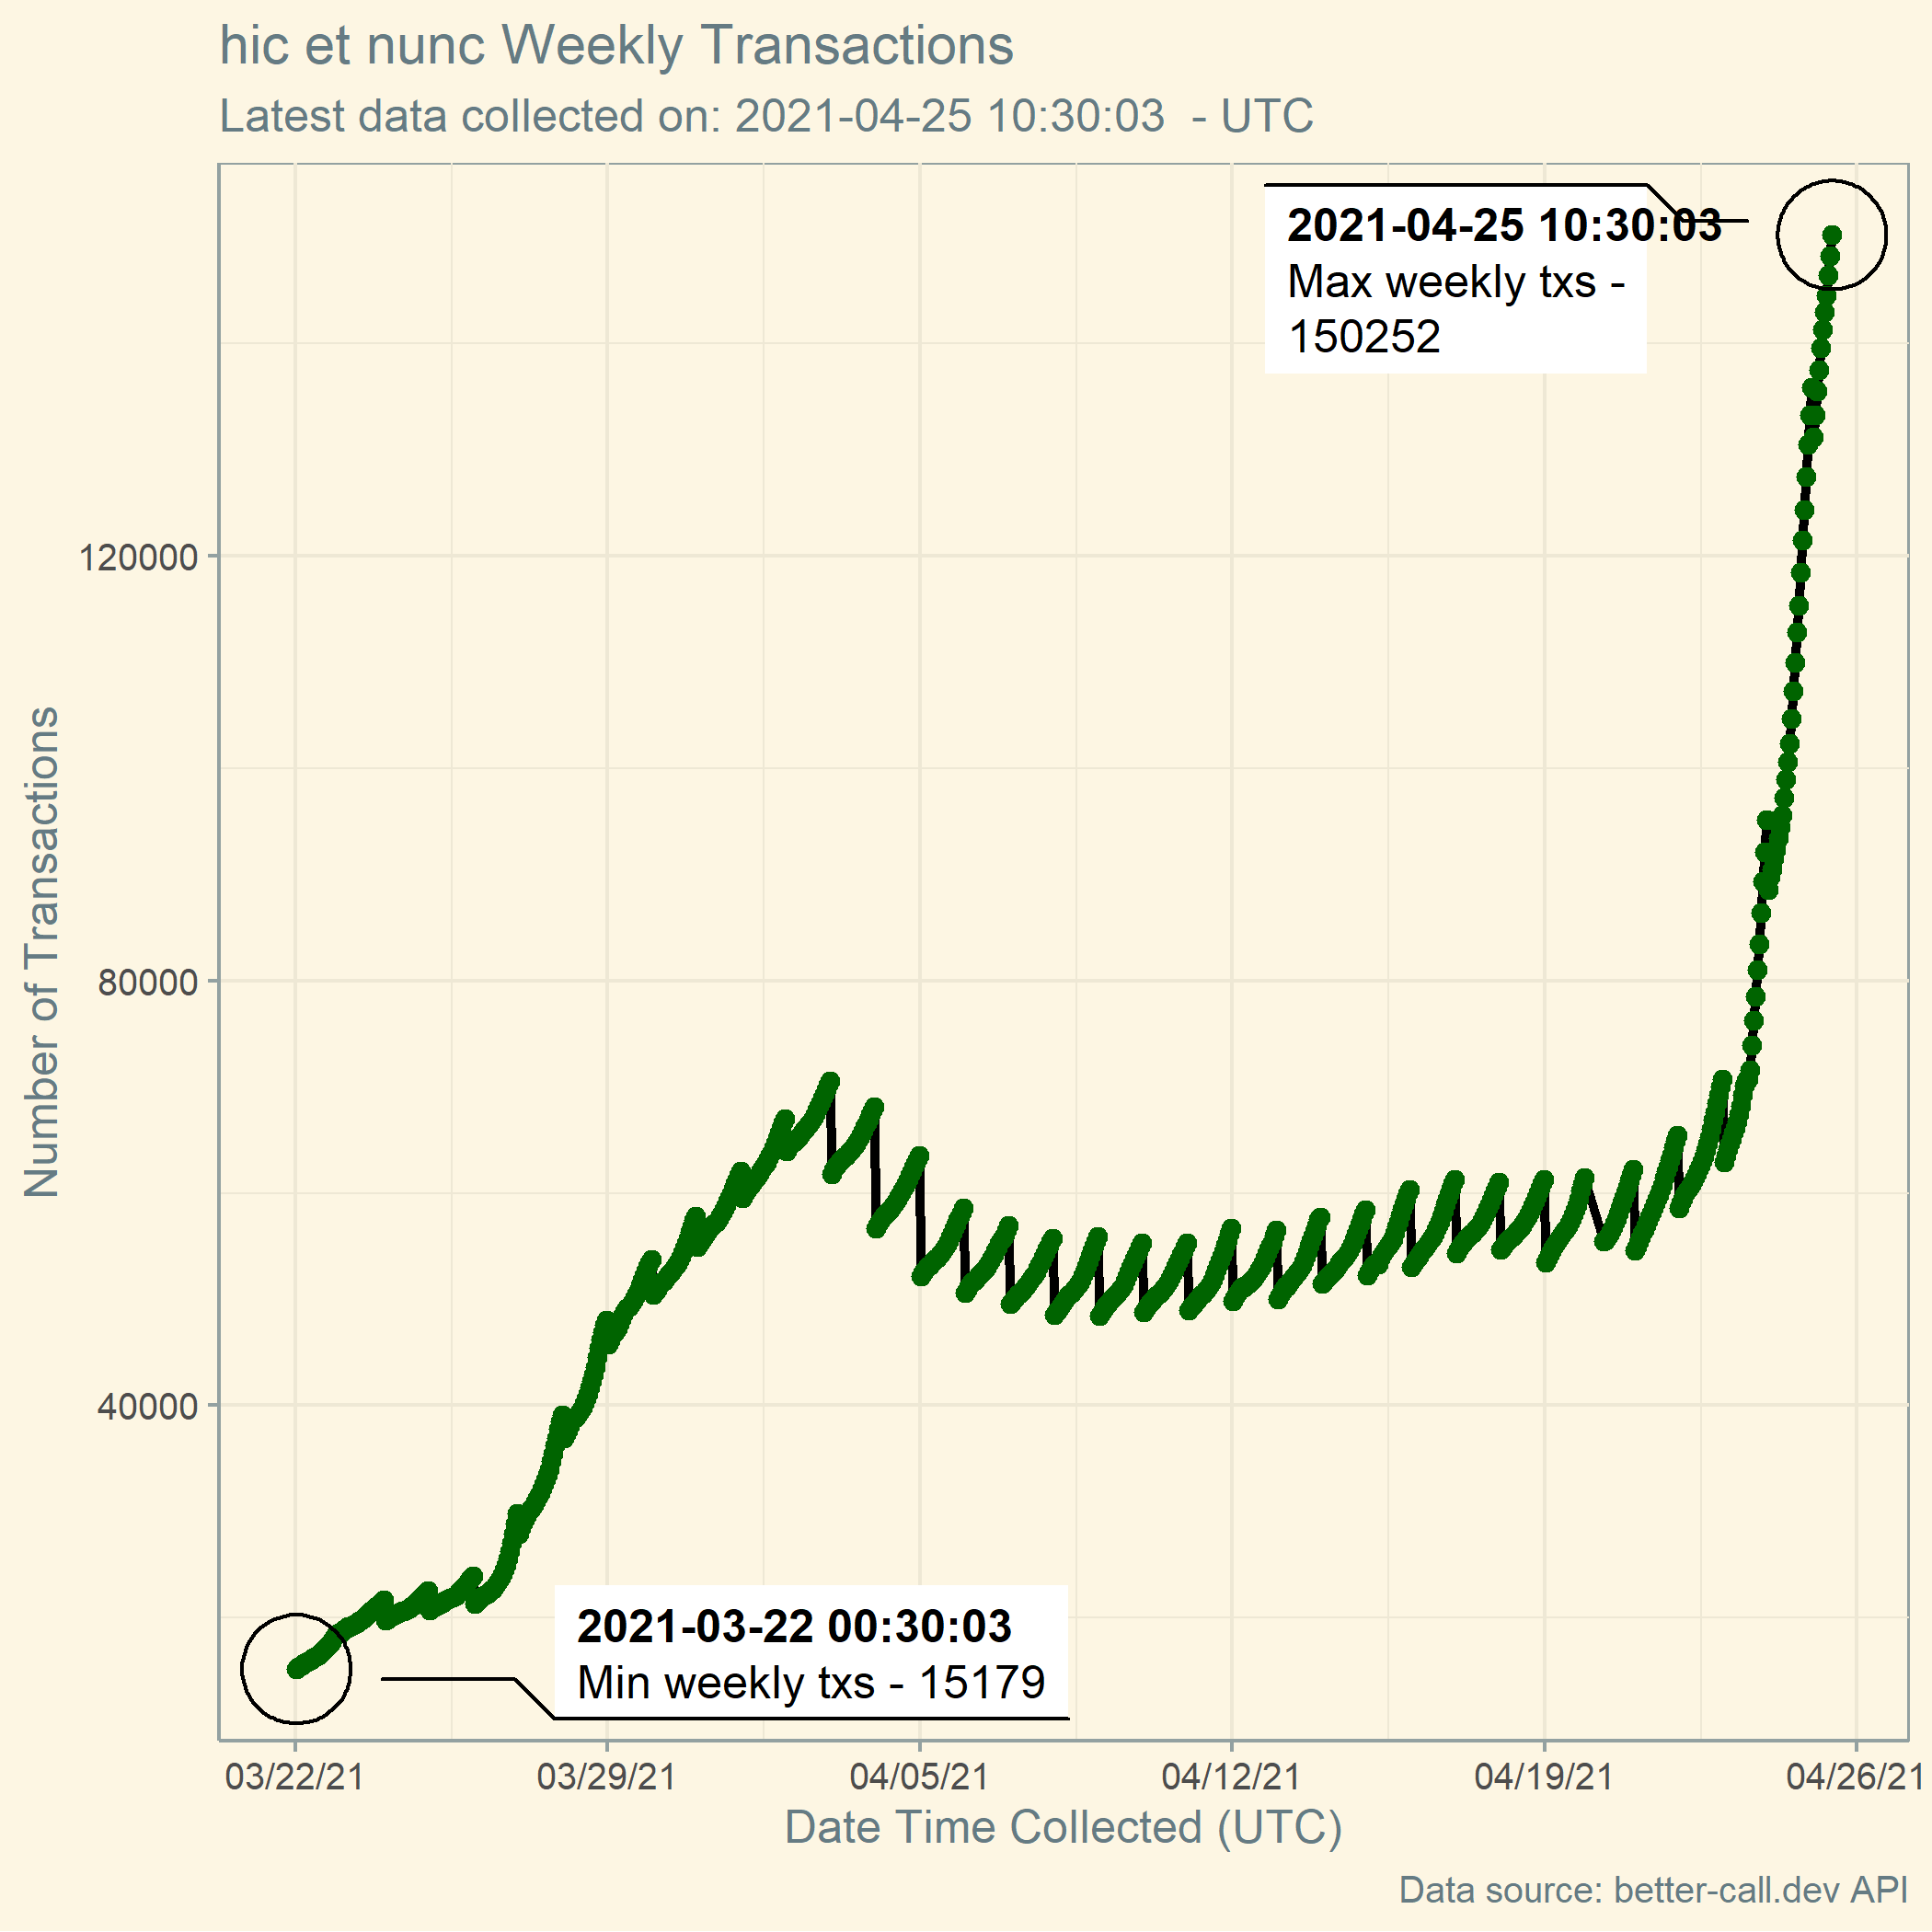 hic et nunc Weekly Transactions
Latest data collected on: 2021-04-25 10:30:03  - UTC
2021-04-25 10:30:03
Max weekly txs -
150252
120000
80000
40000
Number of Transactions
2021-03-22 00:30:03
Min weekly txs - 15179
03/22/21
03/29/21
04/05/21
04/12/21
04/19/21
04/26/21
Date Time Collected (UTC)
Data source: better-call.dev API